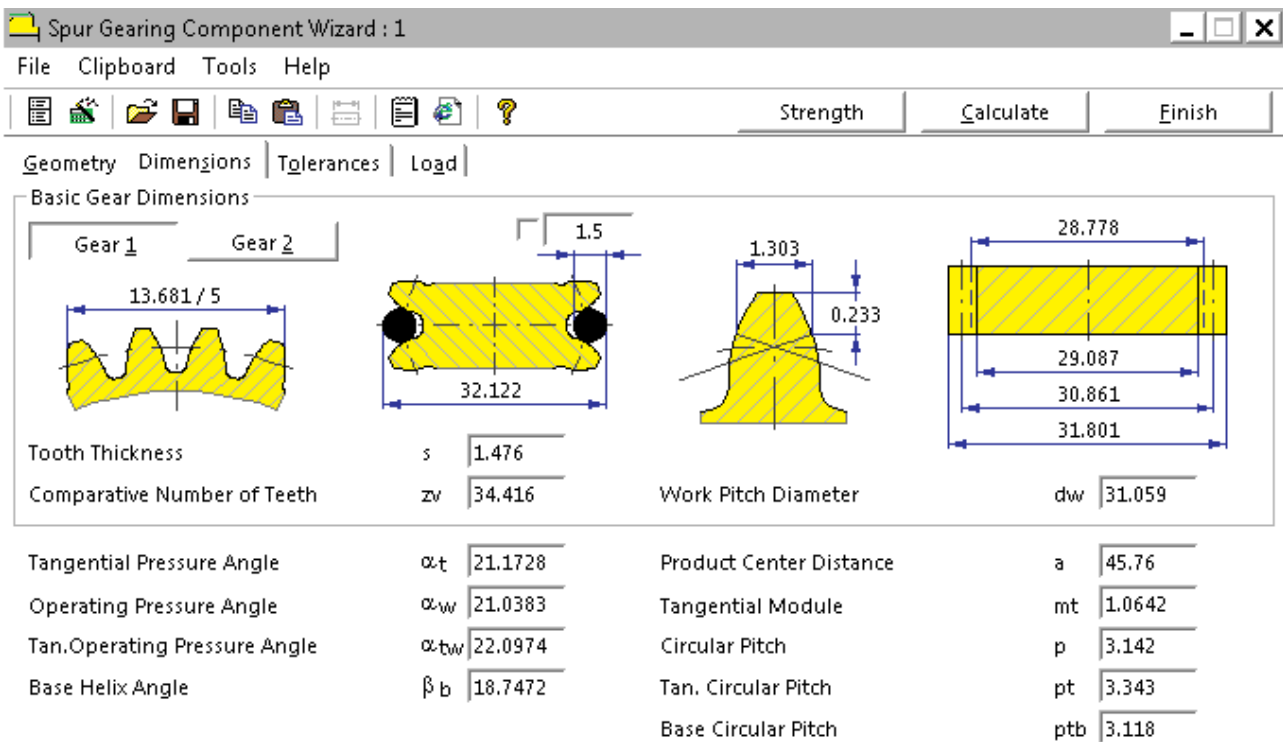 Spur Gearing Component Wizard : 1
File Clipboard Tools Help
Strength Calculate Finish
Geometry Dimensions Tolerances Load
Basic Gear Dimensions
Gear 1 Gear 2
1.5
28.778
1.303
13.681 / 5
0.233
29.087
32.122
30.861
31.801
Tooth Thickness s 1.476
Comparative Number of Teeth zv 34.416 Work Pitch Diameter dw 31.059
Tangential Pressure Angle αt 21.1728 Product Center Distance a 45.76
Operating Pressure Angle αw 21.0383 Tangential Module mt 1.0642
Tan.Operating Pressure Angle αtw 22.0974 Circular Pitch p 3.142
Base Helix Angle βb 18.7472 Tan. Circular Pitch pt 3.343
Base Circular Pitch ptb 3.118